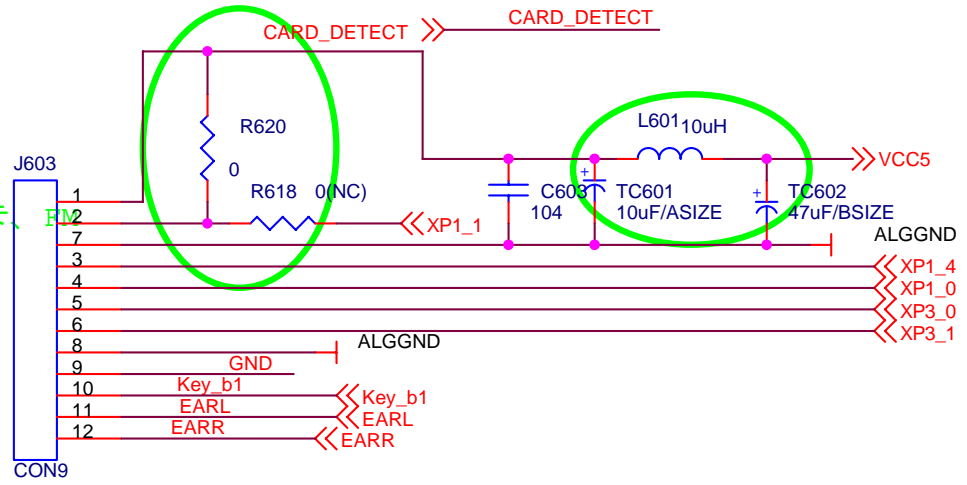 CARD_DETECT
CARD_DETECT
R620
0
L601 10uH
J603
VCC5
R618 0(NC)
C603
104
TC601
10uF/ASIZE
TC602
47uF/BSIZE
+
+
1
2
FM
XP1_1
7
ALGGND
3
XP1_4
4
XP1_0
5
XP3_0
6
XP3_1
8
ALGGND
9
GND
10
Key_b1
Key_b1
11
EARL
EARL
12
EARR
EARR
CON9